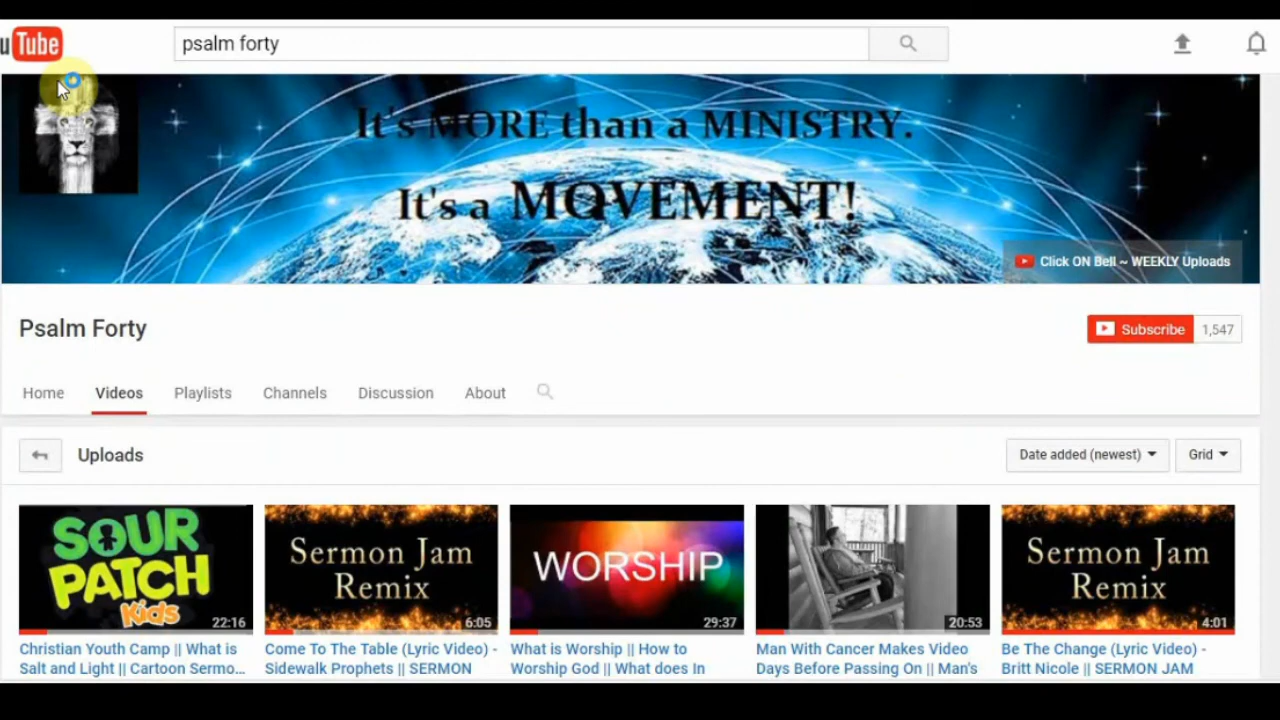 u Tube
psalm forty
It's MORE than a MINISTRY.
It's a MOVEMENT!
Click ON Bell ~ WEEKLY Uploads
Psalm Forty
Subscribe 1,547
Home Videos Playlists Channels Discussion About
Uploads
Date added (newest) Grid
SOUR
PATCH
Kids
22:16
Sermon Jam
Remix
6:05
WORSHIP
29:37
20:53
Sermon Jam
Remix
4:01
Christian Youth Camp || What is
Salt and Light || Cartoon Sermo...
Come To The Table (Lyric Video) -
Sidewalk Prophets || SERMON
What is Worship || How to
Worship God || What does In
Man With Cancer Makes Video
Days Before Passing On || Man's
Be The Change (Lyric Video) -
Britt Nicole || SERMON JAM